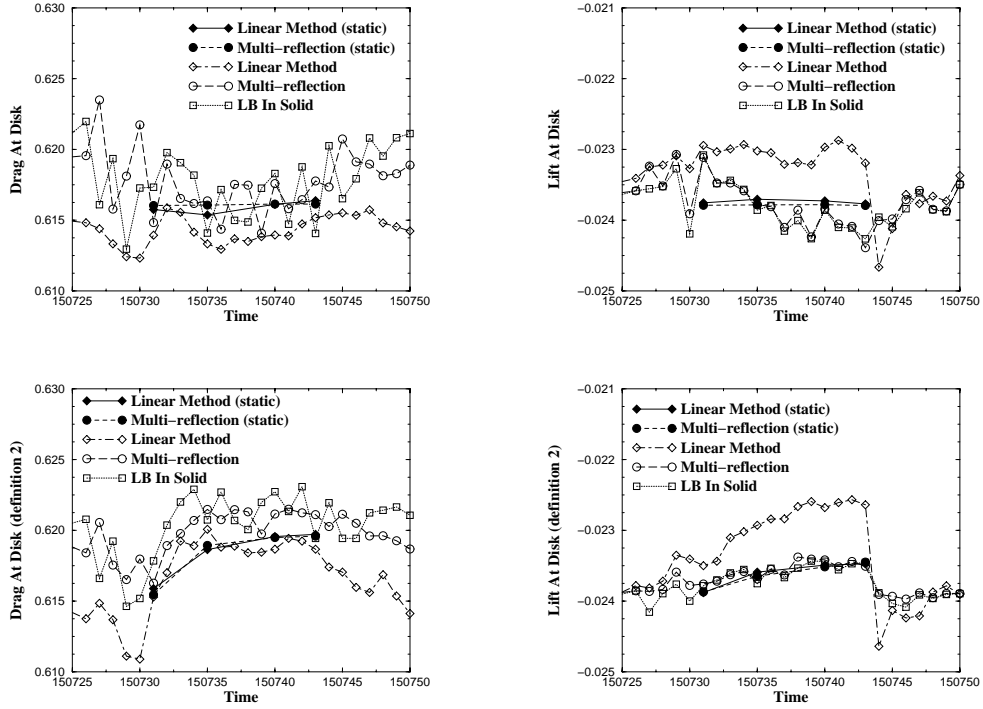 0.630
0.625
0.620
0.615
0.610
Drag At Disk
Linear Method (static)
Multi−reflection (static)
Linear Method
Multi−reflection
LB In Solid
150725 150730 150735 150740 150745 150750
Time
−0.021
−0.022
−0.023
−0.024
−0.025
Lift At Disk
Linear Method (static)
Multi−reflection (static)
Linear Method
Multi−reflection
LB In Solid
150725 150730 150735 150740 150745 150750
Time
0.630
0.625
0.620
0.615
0.610
Drag At Disk (definition 2)
Linear Method (static)
Multi−reflection (static)
Linear Method
Multi−reflection
LB In Solid
150725 150730 150735 150740 150745 150750
Time
−0.021
−0.022
−0.023
−0.024
−0.025
Lift At Disk (definition 2)
Linear Method (static)
Multi−reflection (static)
Linear Method
Multi−reflection
LB In Solid
150725 150730 150735 150740 150745 150750
Time